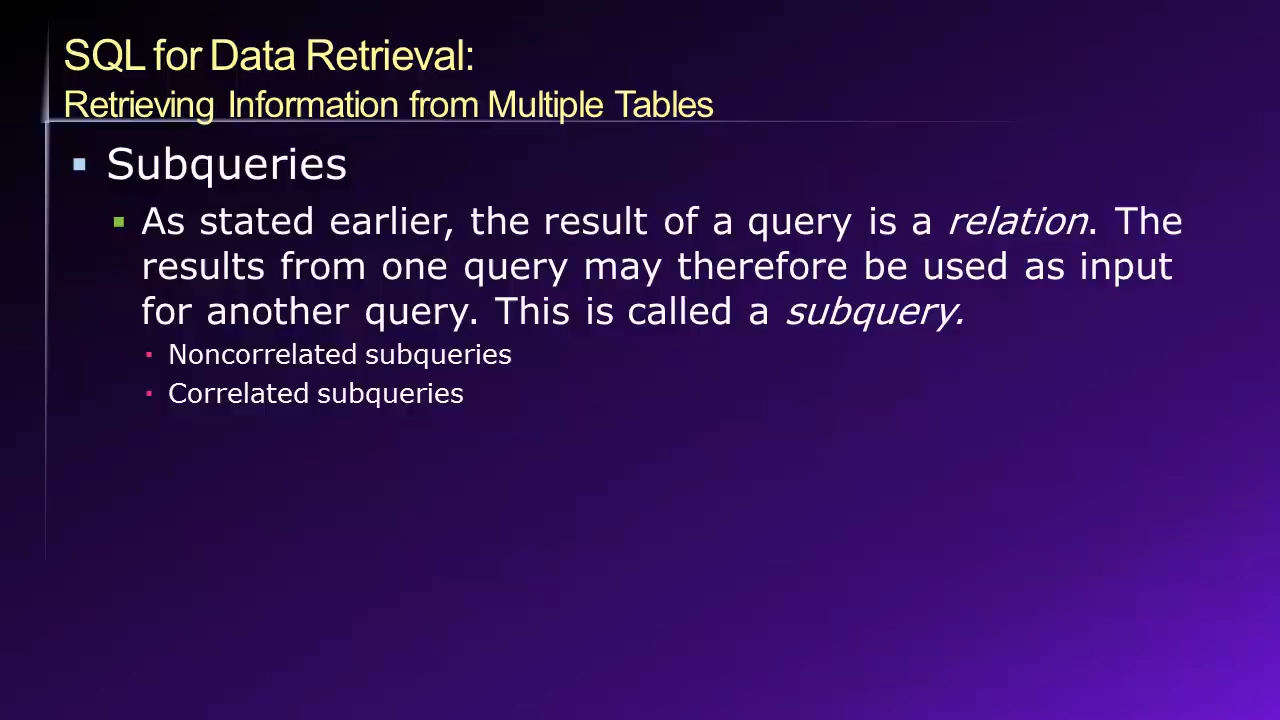 SQL for Data Retrieval:
Retrieving Information from Multiple Tables
Subqueries
As stated earlier, the result of a query is a relation. The
results from one query may therefore be used as input
for another query. This is called a subquery.
Noncorrelated subqueries
Correlated subqueries